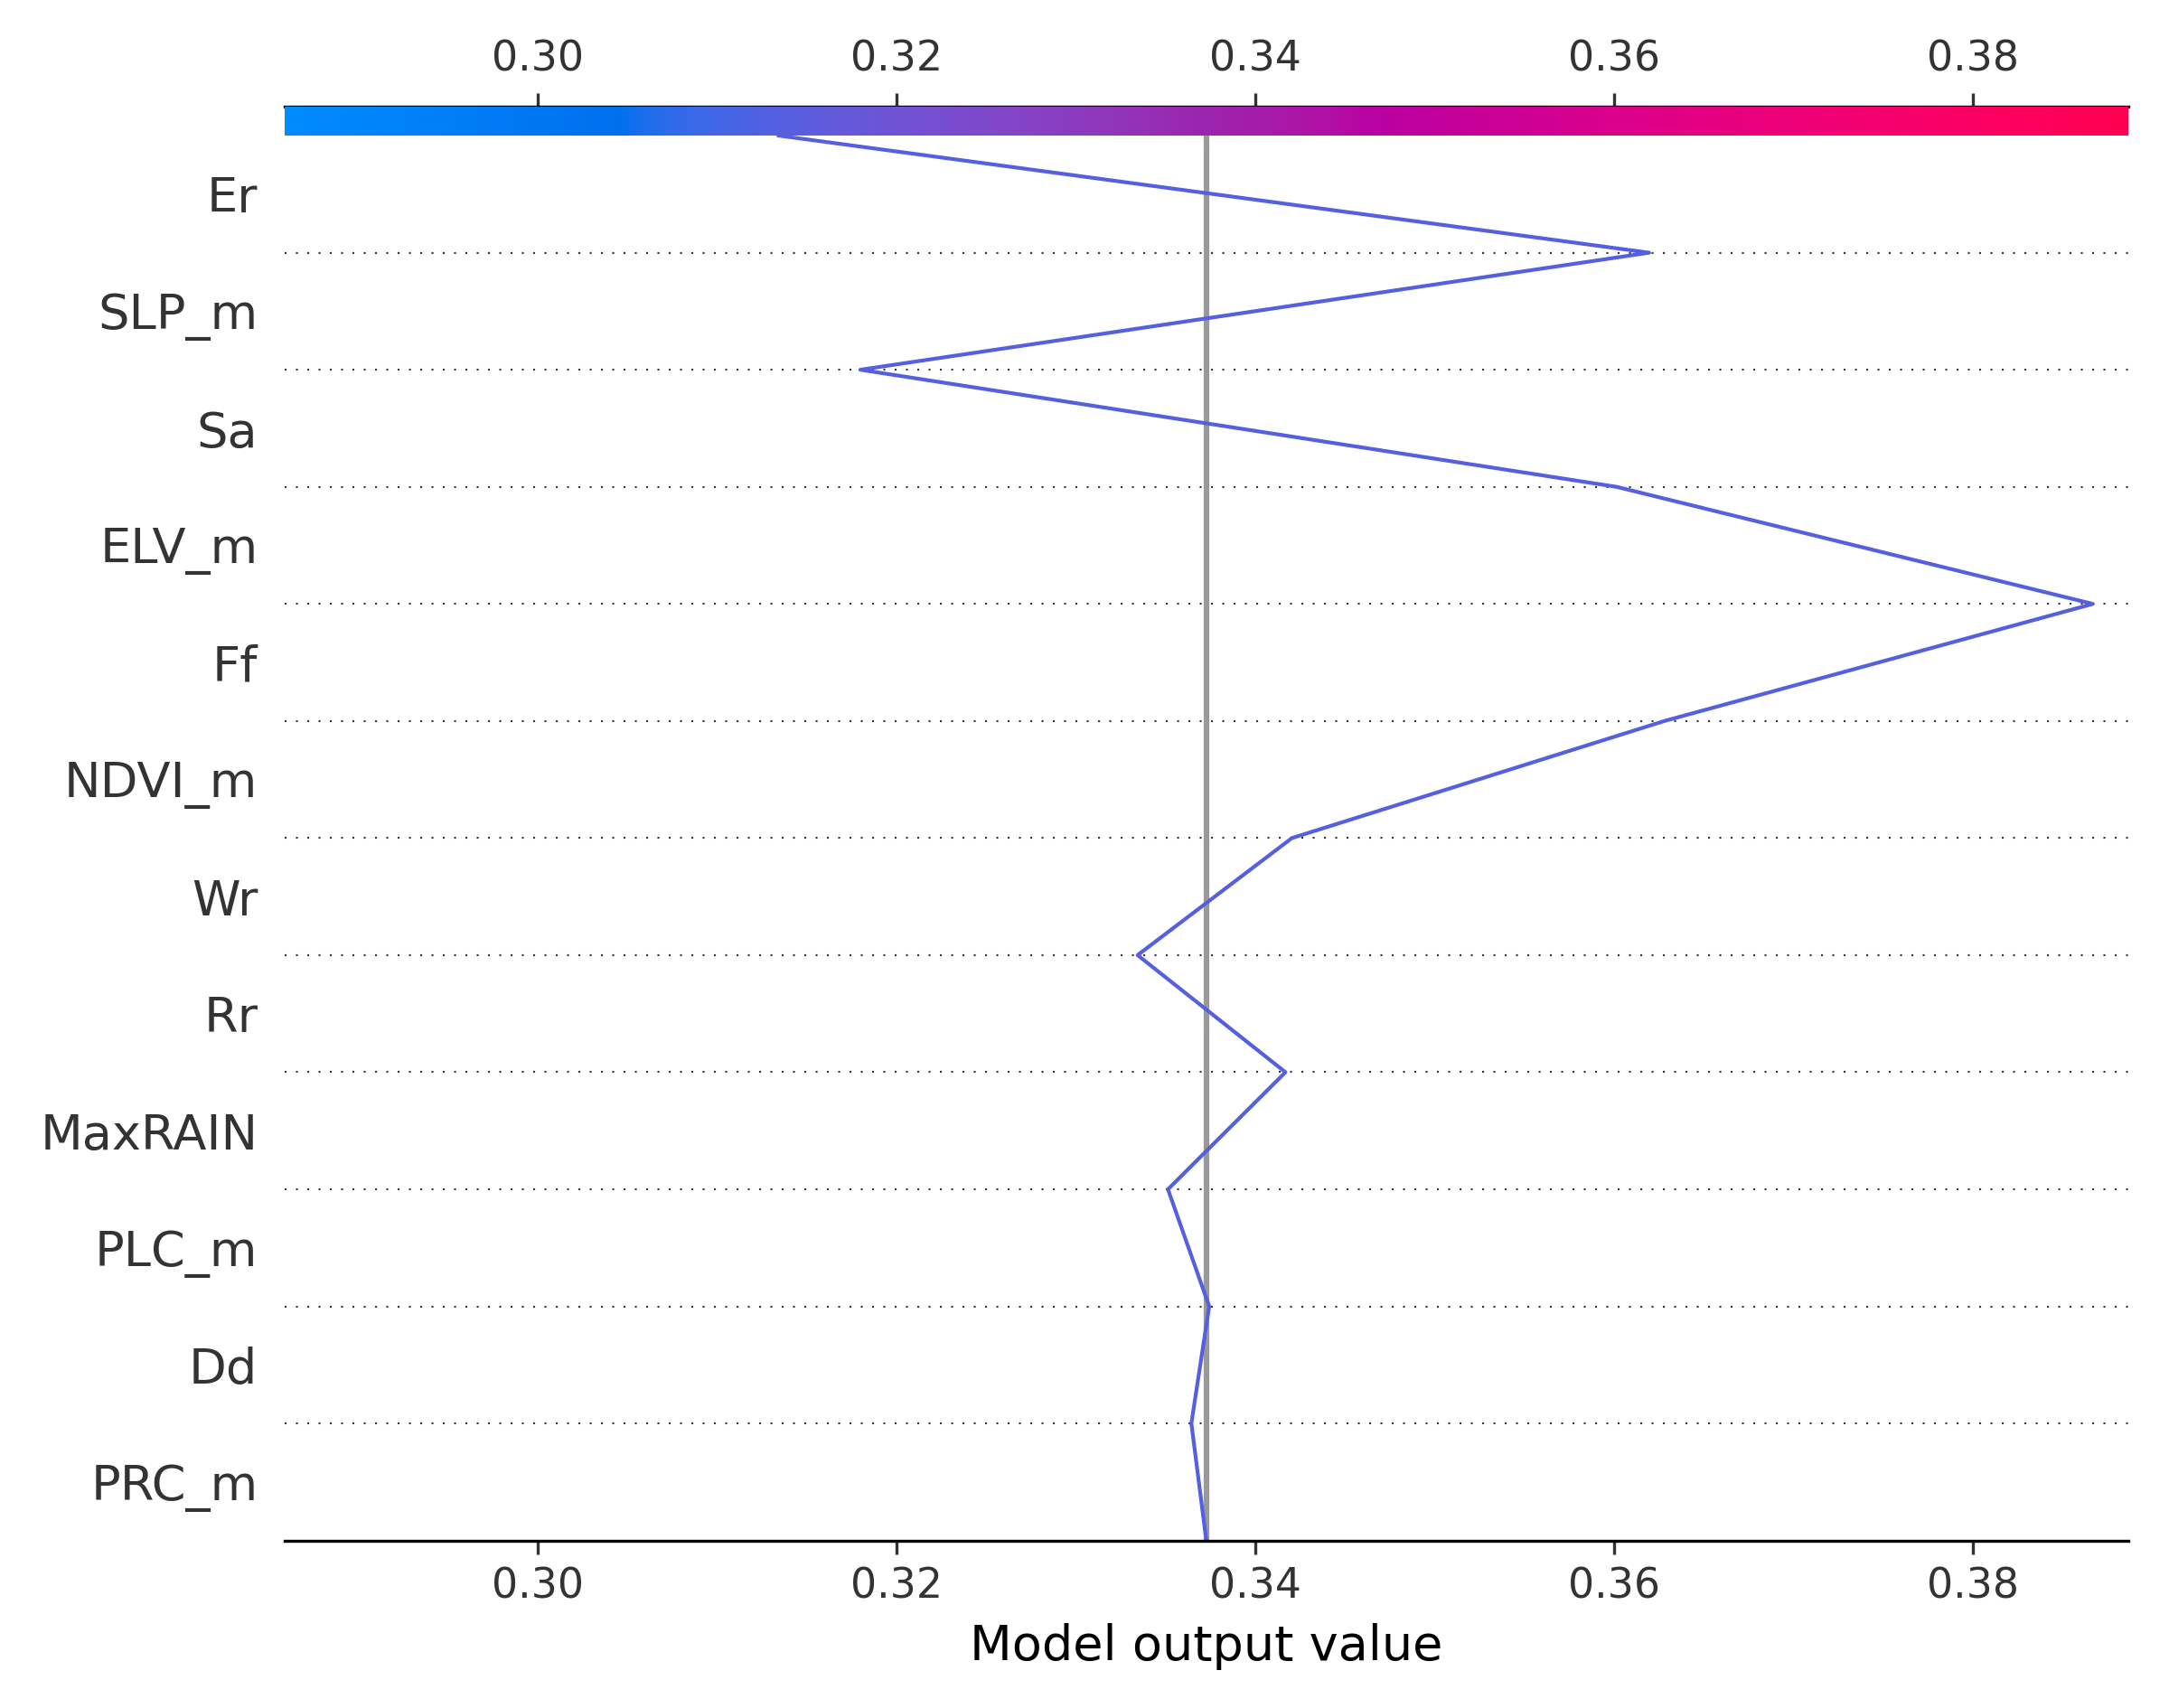 0.30 0.32 0.34 0.36 0.38
Er
SLP_m
Sa
ELV_m
Ff
NDVI_m
Wr
Rr
MaxRAIN
PLC_m
Dd
PRC_m
0.30 0.32 0.34 0.36 0.38
Model output value